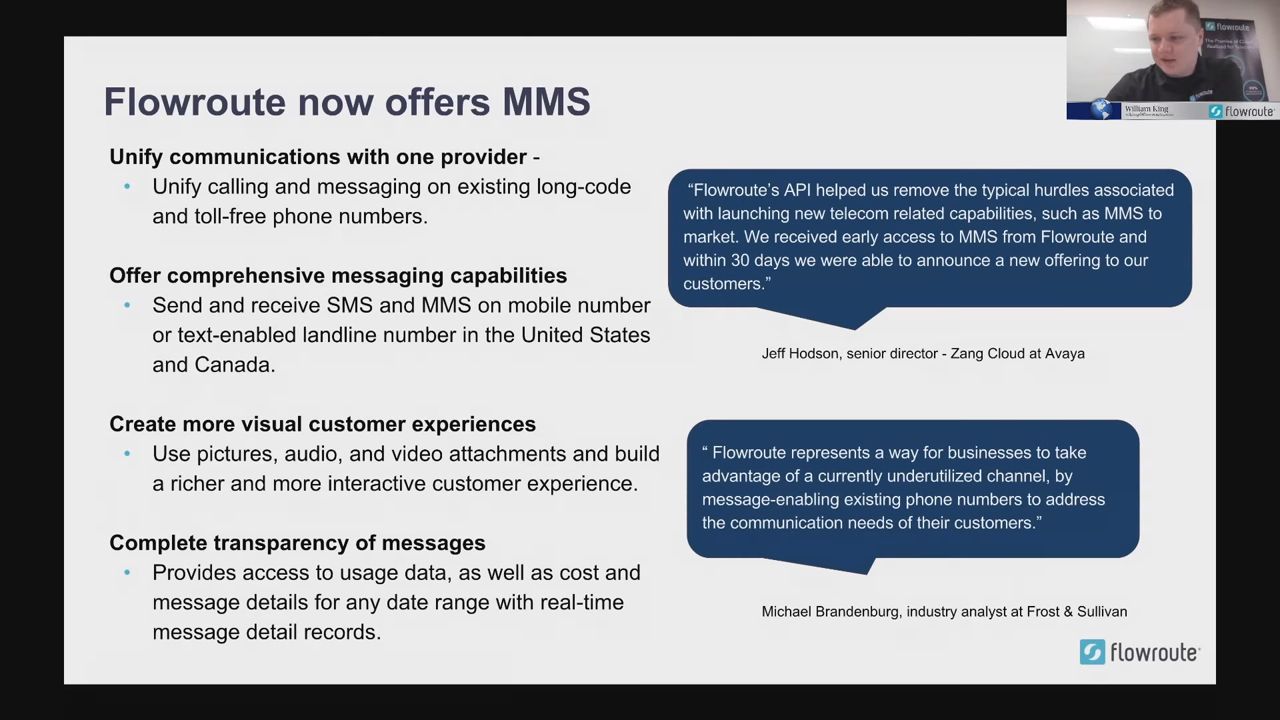 Flowroute now offers MMS
Unify communications with one provider -
• Unify calling and messaging on existing long-code
and toll-free phone numbers.
Offer comprehensive messaging capabilities
• Send and receive SMS and MMS on mobile number
or text-enabled landline number in the United States
and Canada.
Create more visual customer experiences
• Use pictures, audio, and video attachments and build
a richer and more interactive customer experience.
Complete transparency of messages
• Provides access to usage data, as well as cost and
message details for any date range with real-time
message detail records.
“Flowroute’s API helped us remove the typical hurdles associated
with launching new telecom related capabilities, such as MMS to
market. We received early access to MMS from Flowroute and
within 30 days we were able to announce a new offering to our
customers.”
Jeff Hodson, senior director - Zang Cloud at Avaya
“ Flowroute represents a way for businesses to take
advantage of a currently underutilized channel, by
message-enabling existing phone numbers to address
the communication needs of their customers.”
Michael Brandenburg, industry analyst at Frost & Sullivan
flowroute
flowroute
William King
flowroute